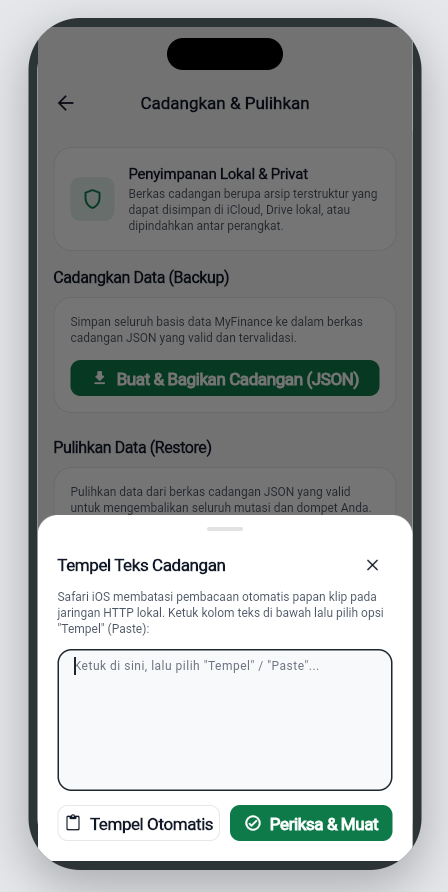 Cadangkan & Pulihkan
Penyimpanan Lokal & Privat
Berkas cadangan berupa arsip terstruktur yang
dapat disimpan di iCloud, Drive lokal, atau
dipindahkan antar perangkat.
Cadangkan Data (Backup)
Simpan seluruh basis data MyFinance ke dalam berkas
cadangan JSON yang valid dan tervalidasi.
Buat & Bagikan Cadangan (JSON)
Pulihkan Data (Restore)
Pulihkan data dari berkas cadangan JSON yang valid
untuk mengembalikan seluruh mutasi dan dompet Anda.
Tempel Teks Cadangan
Safari iOS membatasi pembacaan otomatis papan klip pada
jaringan HTTP lokal. Ketuk kolom teks di bawah lalu pilih opsi
"Tempel" (Paste):
Ketuk di sini, lalu pilih "Tempel" / "Paste"...
Tempel Otomatis
Periksa & Muat